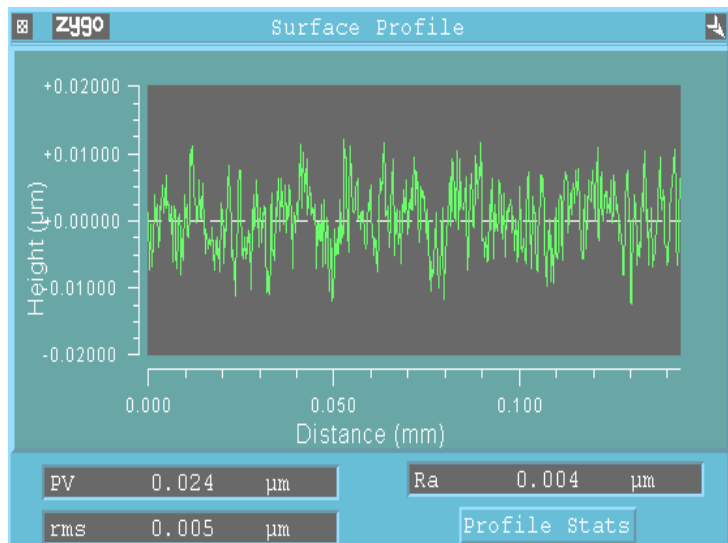 zygo Surface Profile
+0.02000
+0.01000
+0.00000
-0.01000
-0.02000
Height (µm)
0.000 0.050 0.100
Distance (mm)
PV 0.024 µm Ra 0.004 µm
rms 0.005 µm Profile Stats